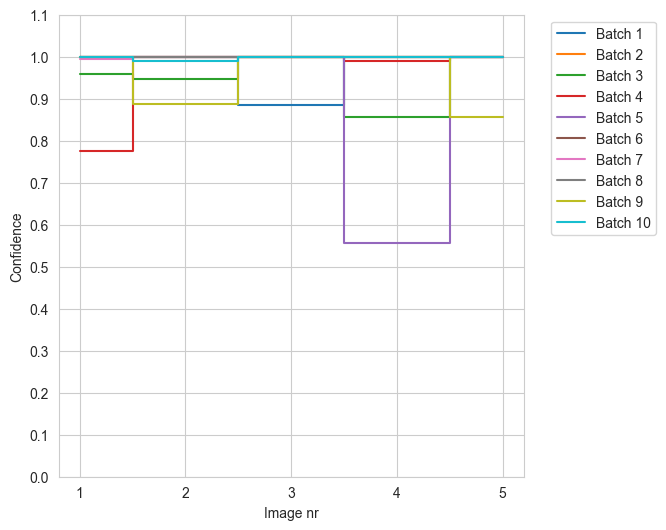 1.1
1.0
0.9
0.8
0.7
0.6
0.5
0.4
0.3
0.2
0.1
0.0
Confidence
1 2 3 4 5
Image nr
Batch 1
Batch 2
Batch 3
Batch 4
Batch 5
Batch 6
Batch 7
Batch 8
Batch 9
Batch 10